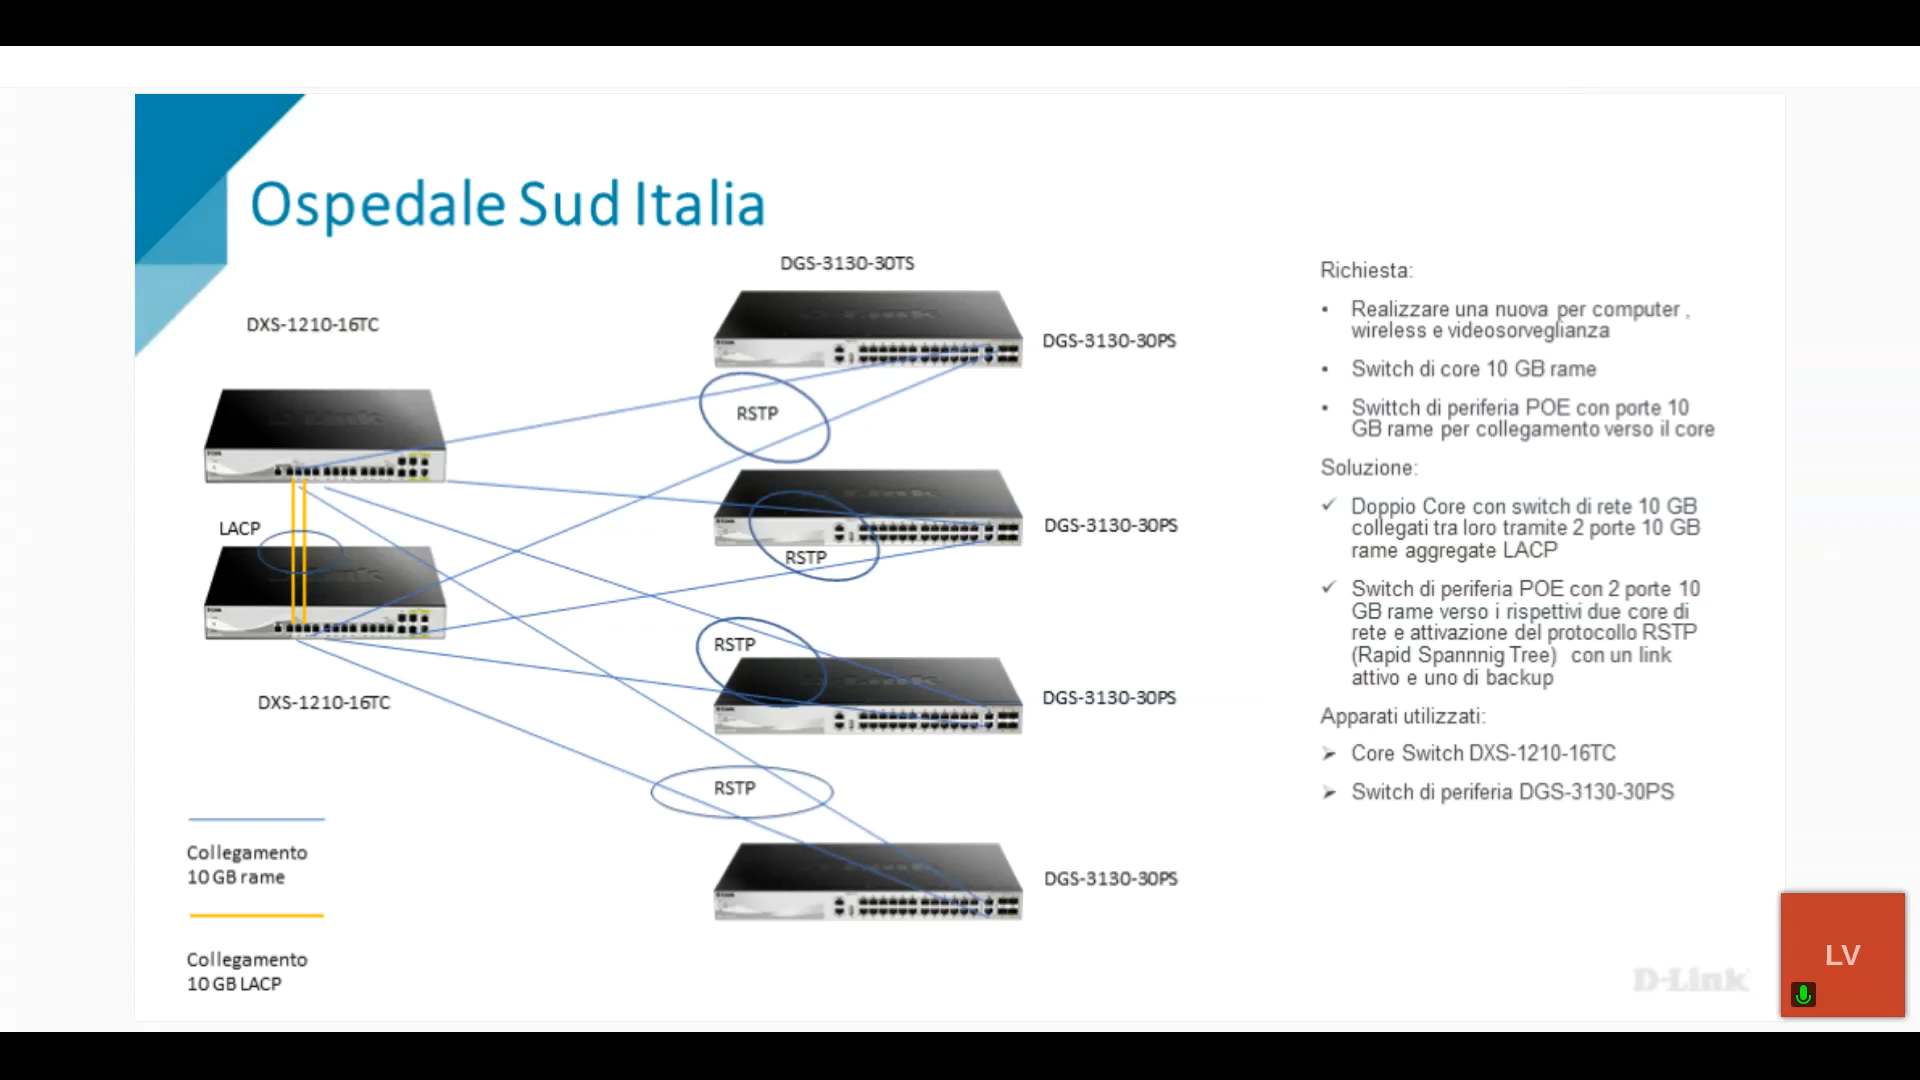 Ospedale Sud Italia
DGS-3130-30TS
DXS-1210-16TC
DGS-3130-30PS
RSTP
DGS-3130-30PS
LACP
RSTP
RSTP
DGS-3130-30PS
DXS-1210-16TC
RSTP
DGS-3130-30PS
Collegamento
10 GB rame
Collegamento
10 GB LACP
Richiesta:
• Realizzare una nuova per computer ,
wireless e videosorveglianza
• Switch di core 10 GB rame
• Swittch di periferia POE con porte 10
GB rame per collegamento verso il core
Soluzione:
✓ Doppio Core con switch di rete 10 GB
collegati tra loro tramite 2 porte 10 GB
rame aggregate LACP
✓ Switch di periferia POE con 2 porte 10
GB rame verso i rispettivi due core di
rete e attivazione del protocollo RSTP
(Rapid Spannnig Tree) con un link
attivo e uno di backup
Apparati utilizzati:
➢ Core Switch DXS-1210-16TC
➢ Switch di periferia DGS-3130-30PS
D-Link
LV